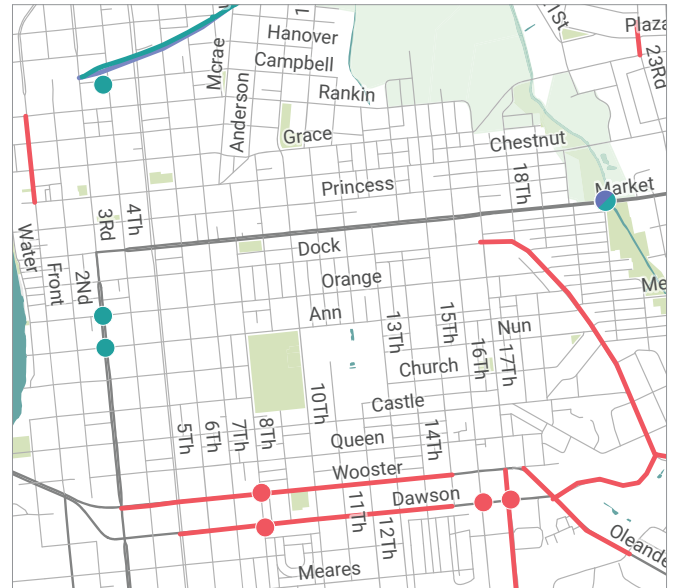 1St
Plaza
Hanover
Mcrae
1
Campbell
23Rd
Rankin
Anderson
Grace
Chestnut
Princess
18Th
Market
4Th
3Rd
Water
Dock
Front
2Nd
Orange
Me
Ann
13Th
15Th
Nun
16Th
17Th
Church
10Th
Castle
5Th
6Th
7Th
8Th
Queen
14Th
Wooster
Dawson
11Th
12Th
Oleande
Meares